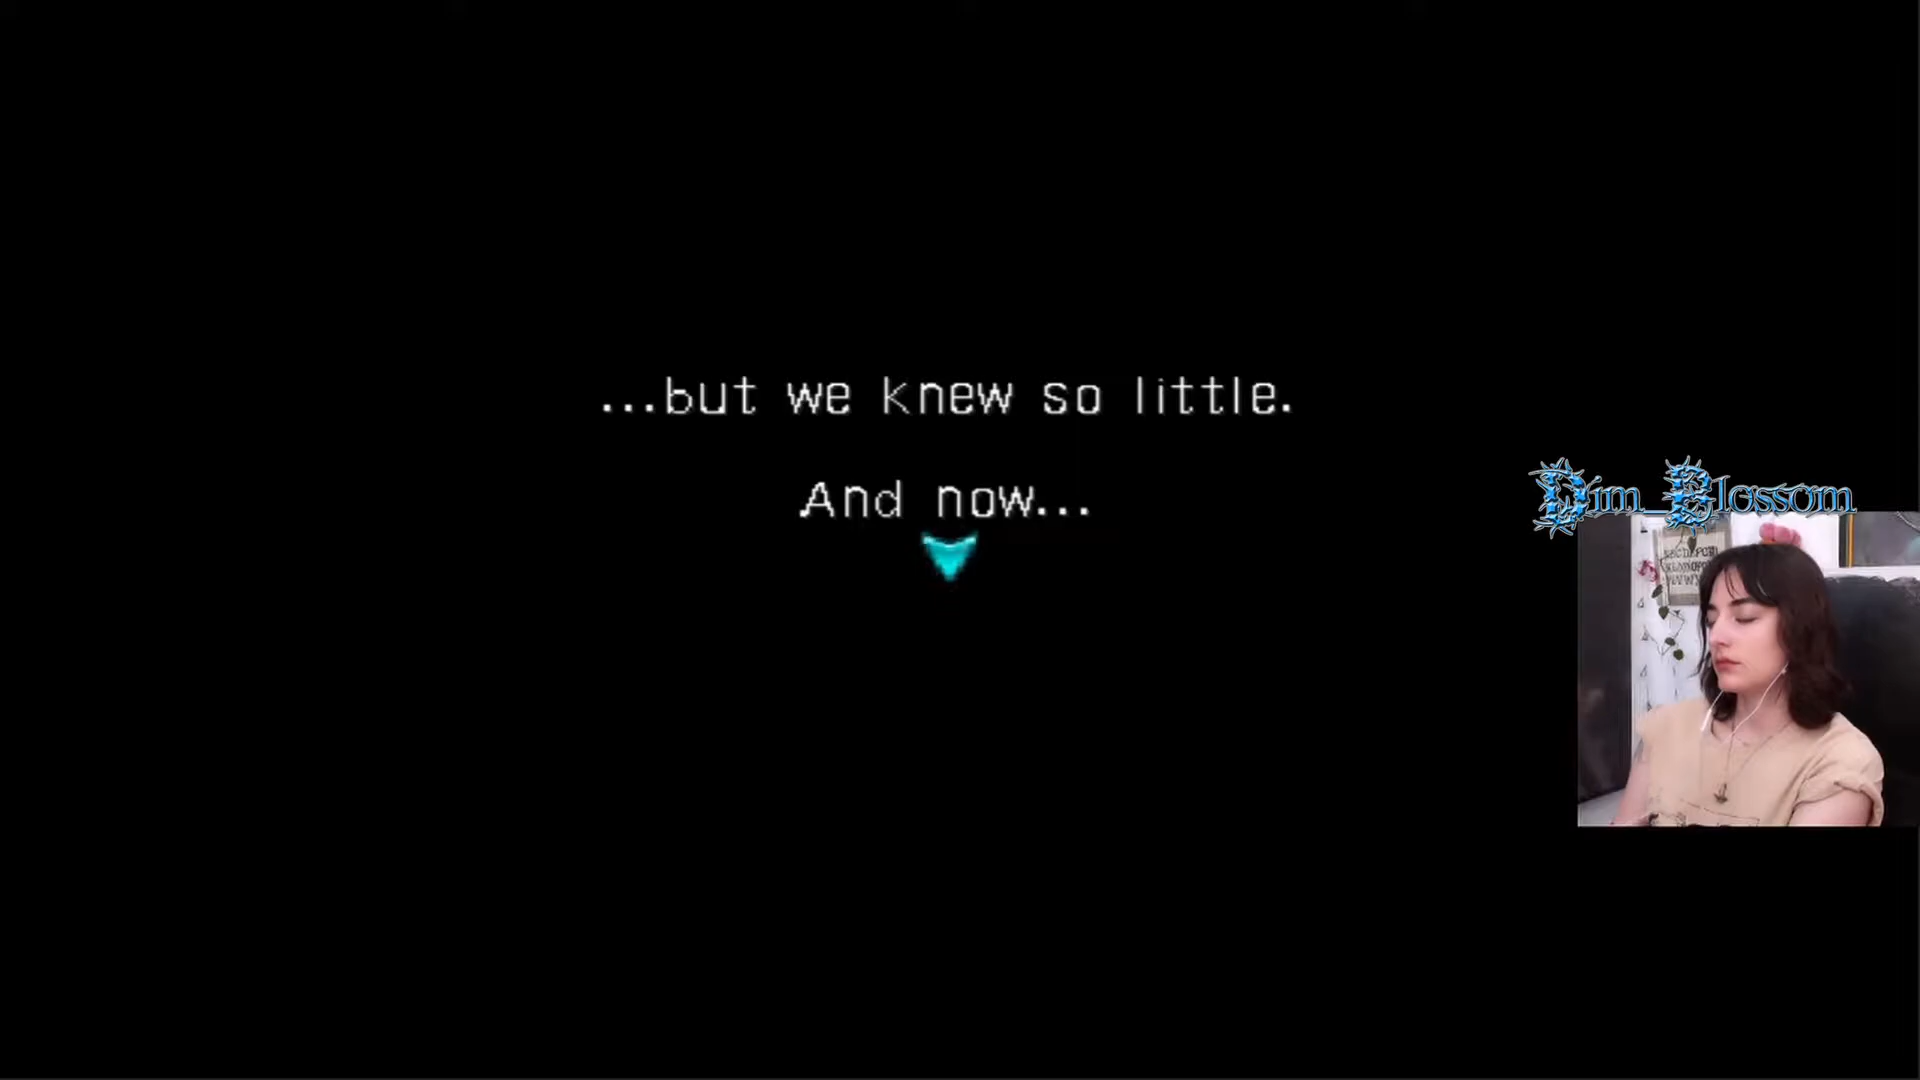 ...but we knew so little.
And now...
Dim_Blossom